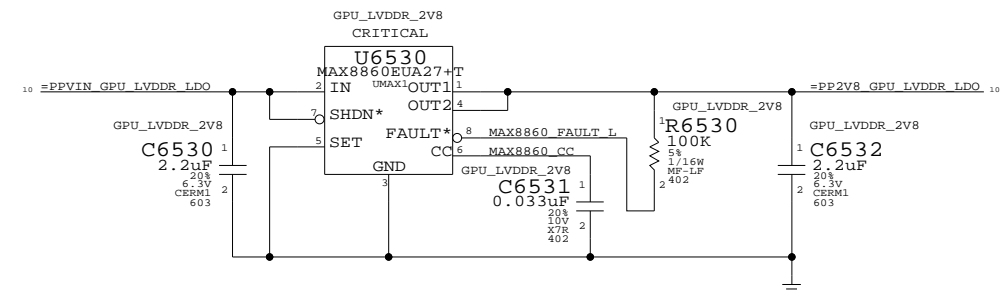 GPU_LVDDR_2V8
CRITICAL
U6530
MAX8860EUA27+T
UMAX1
10 =PPVIN_GPU_LVDDR_LDO
2 IN
OUT1 1
OUT2 4
7 SHDN*
5 SET
FAULT* 8
CC 6
GND
3
MAX8860_FAULT_L
MAX8860_CC
=PP2V8_GPU_LVDDR_LDO 10
GPU_LVDDR_2V8
C6530 1
2.2uF
20%
6.3V 2
CERM1
603
GPU_LVDDR_2V8
C6531 1
0.033uF
20%
10V 2
X7R
402
GPU_LVDDR_2V8
1 R6530
100K
5%
1/16W
MF-LF
2 402
GPU_LVDDR_2V8
1 C6532
2.2uF
20%
2 6.3V
CERM1
603